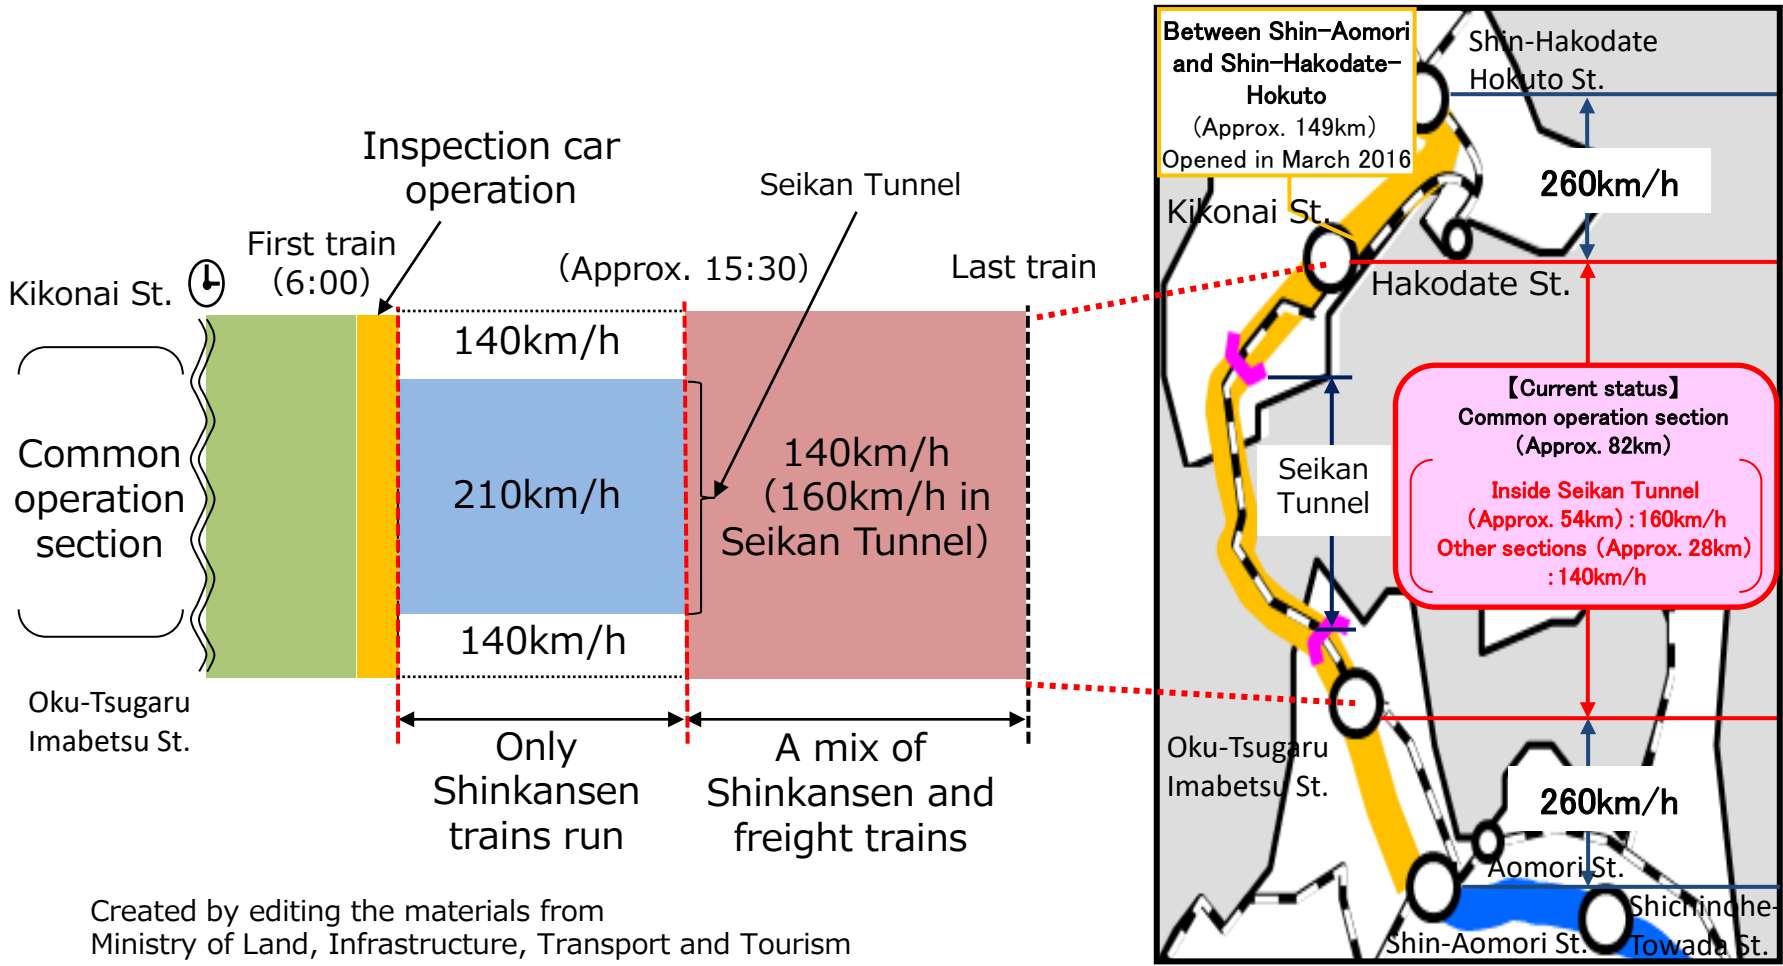 Inspection car
operation
Seikan Tunnel
First train
(6:00)
(Approx. 15:30)
Last train
Kikonai St.
140km/h
Common
operation
section
210km/h
140km/h
(160km/h in
Seikan Tunnel)
140km/h
Oku-Tsugaru
Imabetsu St.
Only
Shinkansen
trains run
A mix of
Shinkansen and
freight trains
Created by editing the materials from
Ministry of Land, Infrastructure, Transport and Tourism
Between Shin-Aomori
and Shin-Hakodate-
Hokuto
(Approx. 149km)
Opened in March 2016
Shin-Hakodate
Hokuto St.
260km/h
Kikonai St.
Hakodate St.
【Current status】
Common operation section
(Approx. 82km)
Inside Seikan Tunnel
(Approx. 54km):160km/h
Other sections (Approx. 28km)
:140km/h
Seikan
Tunnel
Oku-Tsugaru
Imabetsu St.
260km/h
Aomori St.
Shin-Aomori St.
Shichinohe-
Towada St.